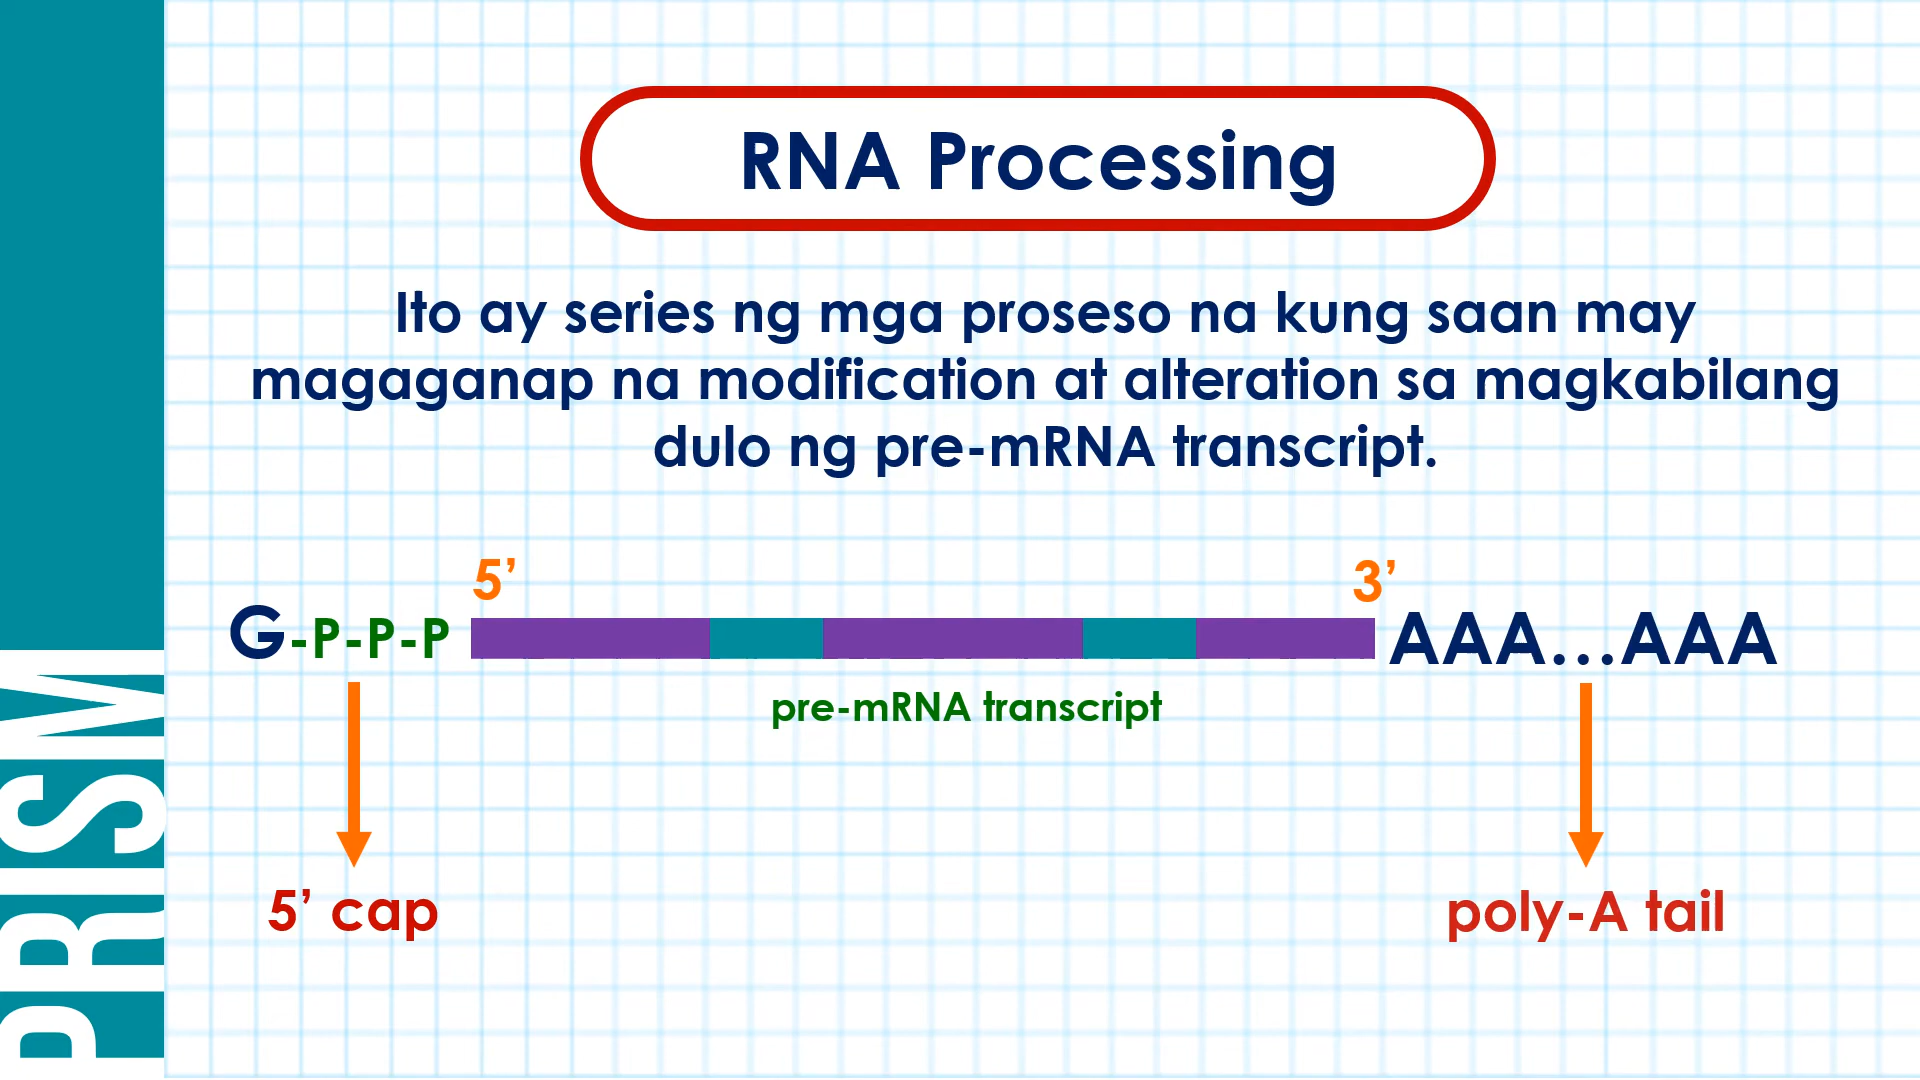 RNA Processing
Ito ay series ng mga proseso na kung saan may
magaganap na modification at alteration sa magkabilang
dulo ng pre-mRNA transcript.
5’ 3’
G-P-P-P AAA...AAA
pre-mRNA transcript
5’ cap poly-A tail
PRISM